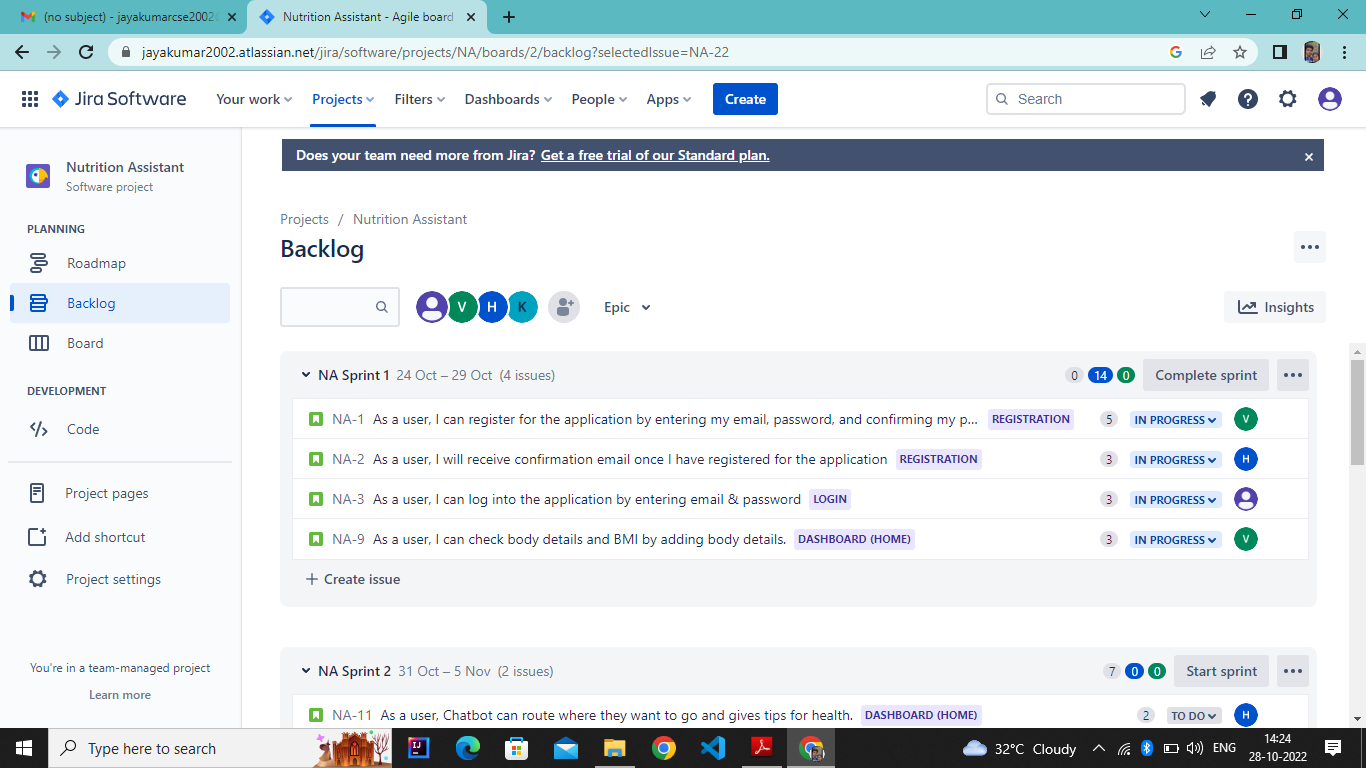 (no subject) - jayakumarcse2002
Nutrition Assistant - Agile board
jayakumar2002.atlassian.net/jira/software/projects/NA/boards/2/backlog?selectedIssue=NA-22
Jira Software
Your work
Projects
Filters
Dashboards
People
Apps
Create
Search
Nutrition Assistant
Software project
Does your team need more from Jira? Get a free trial of our Standard plan.
PLANNING
Roadmap
Backlog
Board
DEVELOPMENT
Code
Project pages
Add shortcut
Project settings
You're in a team-managed project
Learn more
Projects / Nutrition Assistant
Backlog
V H K
Epic
Insights
NA Sprint 1 24 Oct – 29 Oct (4 issues) 0 14 0 Complete sprint
NA-1 As a user, I can register for the application by entering my email, password, and confirming my p... REGISTRATION 5 IN PROGRESS V
NA-2 As a user, I will receive confirmation email once I have registered for the application REGISTRATION 3 IN PROGRESS H
NA-3 As a user, I can log into the application by entering email & password LOGIN 3 IN PROGRESS
NA-9 As a user, I can check body details and BMI by adding body details. DASHBOARD (HOME) 3 IN PROGRESS V
+ Create issue
NA Sprint 2 31 Oct – 5 Nov (2 issues) 7 0 0 Start sprint
NA-11 As a user, Chatbot can route where they want to go and gives tips for health. DASHBOARD (HOME) 2 TO DO H
Type here to search
32°C Cloudy
ENG
14:24
28-10-2022